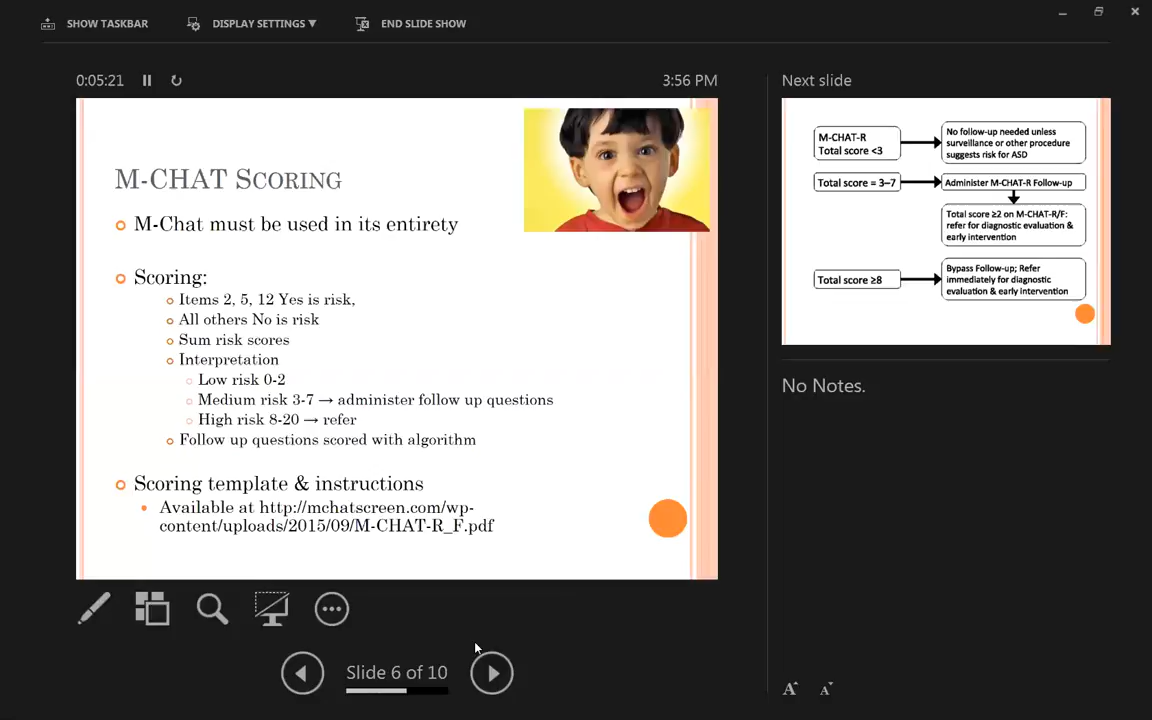 SHOW TASKBAR
DISPLAY SETTINGS ▼
END SLIDE SHOW
0:05:21
3:56 PM
M-CHAT SCORING
M-Chat must be used in its entirety
Scoring:
Items 2, 5, 12 Yes is risk,
All others No is risk
Sum risk scores
Interpretation
Low risk 0-2
Medium risk 3-7 → administer follow up questions
High risk 8-20 → refer
Follow up questions scored with algorithm
Scoring template & instructions
Available at http://mchatscreen.com/wp-
content/uploads/2015/09/M-CHAT-R_F.pdf
Slide 6 of 10
Next slide
M-CHAT-R
Total score <3
No follow-up needed unless
surveillance or other procedure
suggests risk for ASD
Total score = 3–7
Administer M-CHAT-R Follow-up
Total score ≥2 on M-CHAT-R/F:
refer for diagnostic evaluation &
early intervention
Total score ≥8
Bypass Follow-up; Refer
immediately for diagnostic
evaluation & early intervention
No Notes.
A A